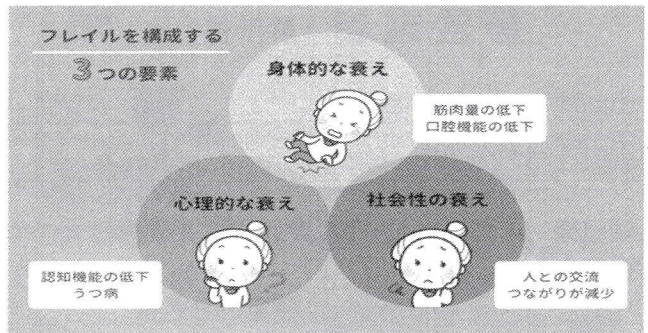 フレイルを構成する
3つの要素
身体的な衰え
筋肉量の低下
口腔機能の低下
心理的な衰え
社会性の衰え
認知機能の低下
うつ病
人との交流
つながりが減少